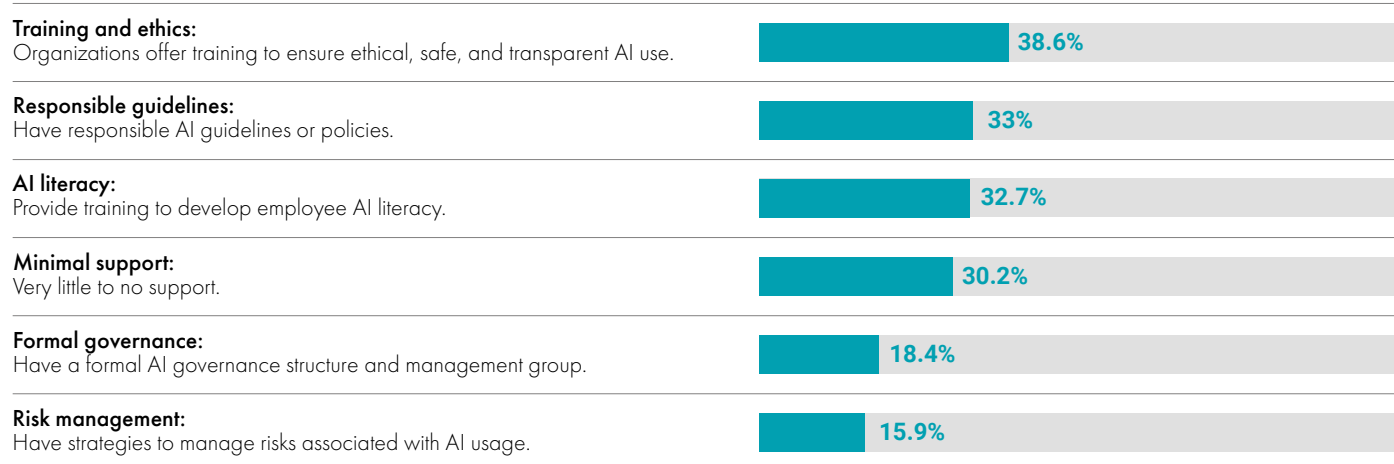 Training and ethics:
Organizations offer training to ensure ethical, safe, and transparent AI use.
38.6%
Responsible guidelines:
Have responsible AI guidelines or policies.
33%
AI literacy:
Provide training to develop employee AI literacy.
32.7%
Minimal support:
Very little to no support.
30.2%
Formal governance:
Have a formal AI governance structure and management group.
18.4%
Risk management:
Have strategies to manage risks associated with AI usage.
15.9%